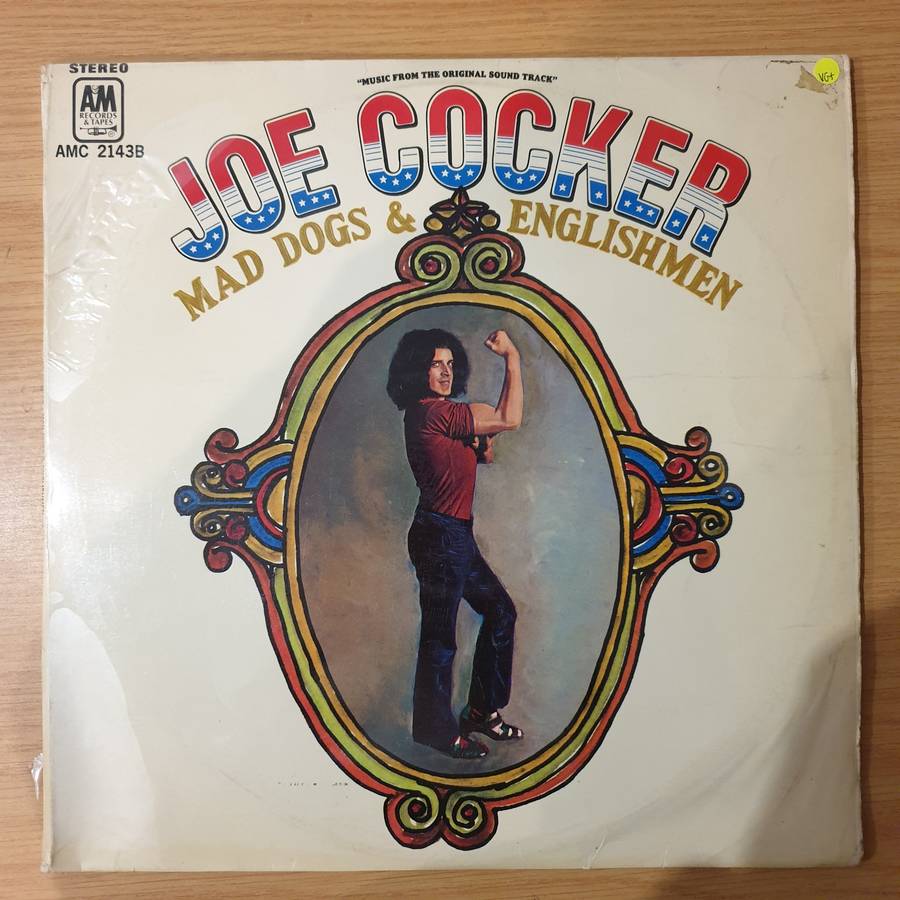 STEREO
A&M
RECORDS
& TAPES
AMC 2143B
"MUSIC FROM THE ORIGINAL SOUND TRACK"
JOE COCKER
MAD DOGS & ENGLISHMEN
VG+